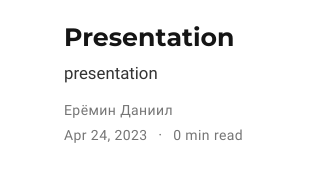 Presentation
presentation
Ерёмин Даниил
Apr 24, 2023 · 0 min read